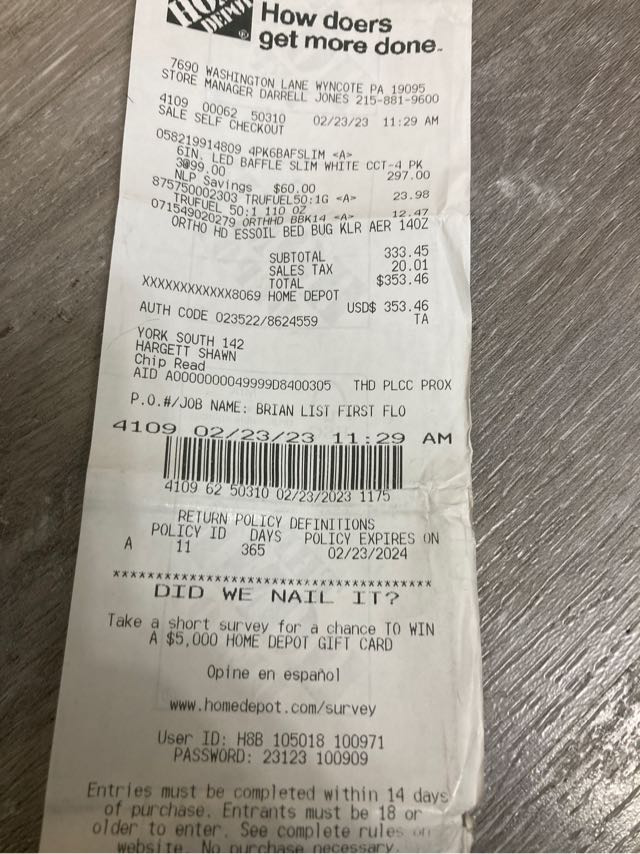 HOME DEPOT
How doers
get more done.
7690 WASHINGTON LANE WYNCOTE PA 19095
STORE MANAGER DARRELL JONES 215-881-9600
4109 00062 50310 02/23/23 11:29 AM
SALE SELF CHECKOUT
058219914809 4PK6BAFSLIM <A>
6IN. LED BAFFLE SLIM WHITE CCT-4 PK
3@99.00 297.00
NLP Savings $60.00
875750002303 TRUFUEL50:1G <A> 23.98
TRUFUEL 50:1 110 OZ
071549020279 ORTHHD BBK14 <A> 12.47
ORTHO HD ESSOIL BED BUG KLR AER 14OZ
SUBTOTAL 333.45
SALES TAX 20.01
TOTAL $353.46
XXXXXXXXXXXX8069 HOME DEPOT
USD$ 353.46
AUTH CODE 023522/8624559 TA
YORK SOUTH 142
HARGETT SHAWN
Chip Read
AID A0000000049999D8400305 THD PLCC PROX
P.O.#/JOB NAME: BRIAN LIST FIRST FLO
4109 02/23/23 11:29 AM
4109 62 50310 02/23/2023 1175
RETURN POLICY DEFINITIONS
POLICY ID DAYS POLICY EXPIRES ON
A 11 365 02/23/2024
****************************************
DID WE NAIL IT?
Take a short survey for a chance TO WIN
A $5,000 HOME DEPOT GIFT CARD
Opine en español
www.homedepot.com/survey
User ID: H8B 105018 100971
PASSWORD: 23123 100909
Entries must be completed within 14 days
of purchase. Entrants must be 18 or
older to enter. See complete rules on
website. No purchase necessary.